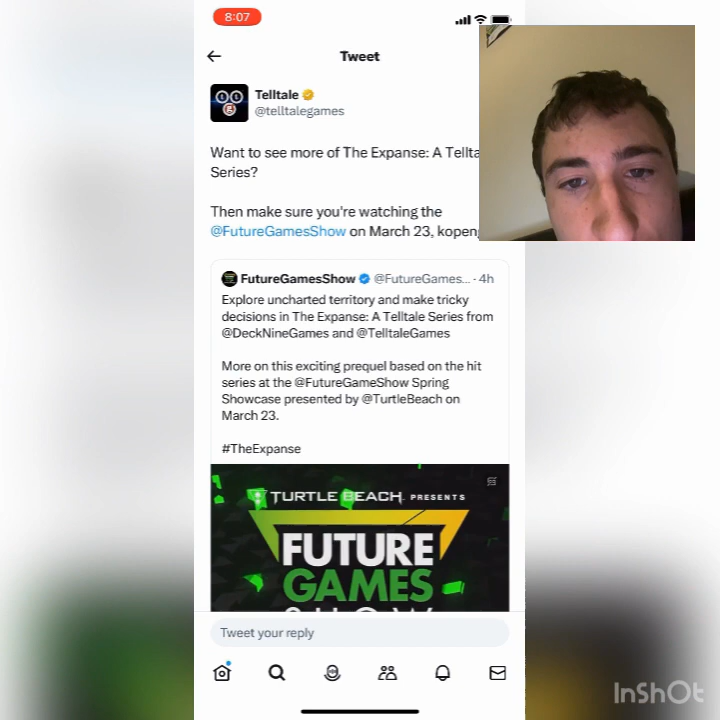 8:07
Tweet
Telltale
@telltalegames
Want to see more of The Expanse: A Tellta
Series?
Then make sure you're watching the
@FutureGamesShow on March 23, kopeng
FutureGamesShow @FutureGames... · 4h
Explore uncharted territory and make tricky
decisions in The Expanse: A Telltale Series from
@DeckNineGames and @TelltaleGames
More on this exciting prequel based on the hit
series at the @FutureGameShow Spring
Showcase presented by @TurtleBeach on
March 23.
#TheExpanse
TURTLE BEACH PRESENTS
FUTURE
GAMES
SHOW
Tweet your reply
InShOt